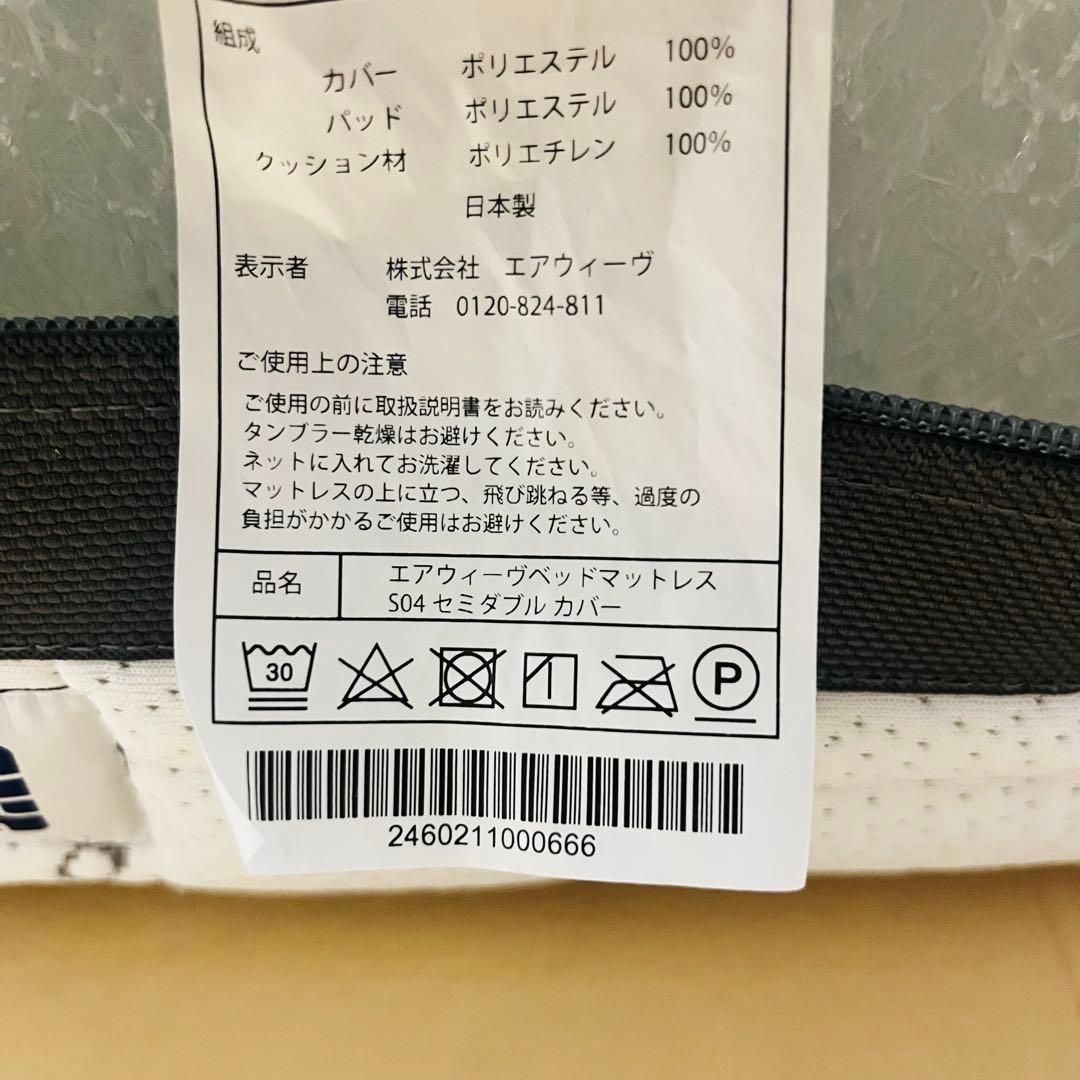 組成
カバー ポリエステル 100%
パッド ポリエステル 100%
クッション材 ポリエチレン 100%
日本製
表示者 株式会社 エアウィーヴ
電話 0120-824-811
ご使用上の注意
ご使用の前に取扱説明書をお読みください。
タンブラー乾燥はお避けください。
ネットに入れてお洗濯してください。
マットレスの上に立つ、飛び跳ねる等、過度の
負担がかかるご使用はお避けください。
品名 エアウィーヴベッドマットレス
S04 セミダブル カバー
30 P
2460211000666